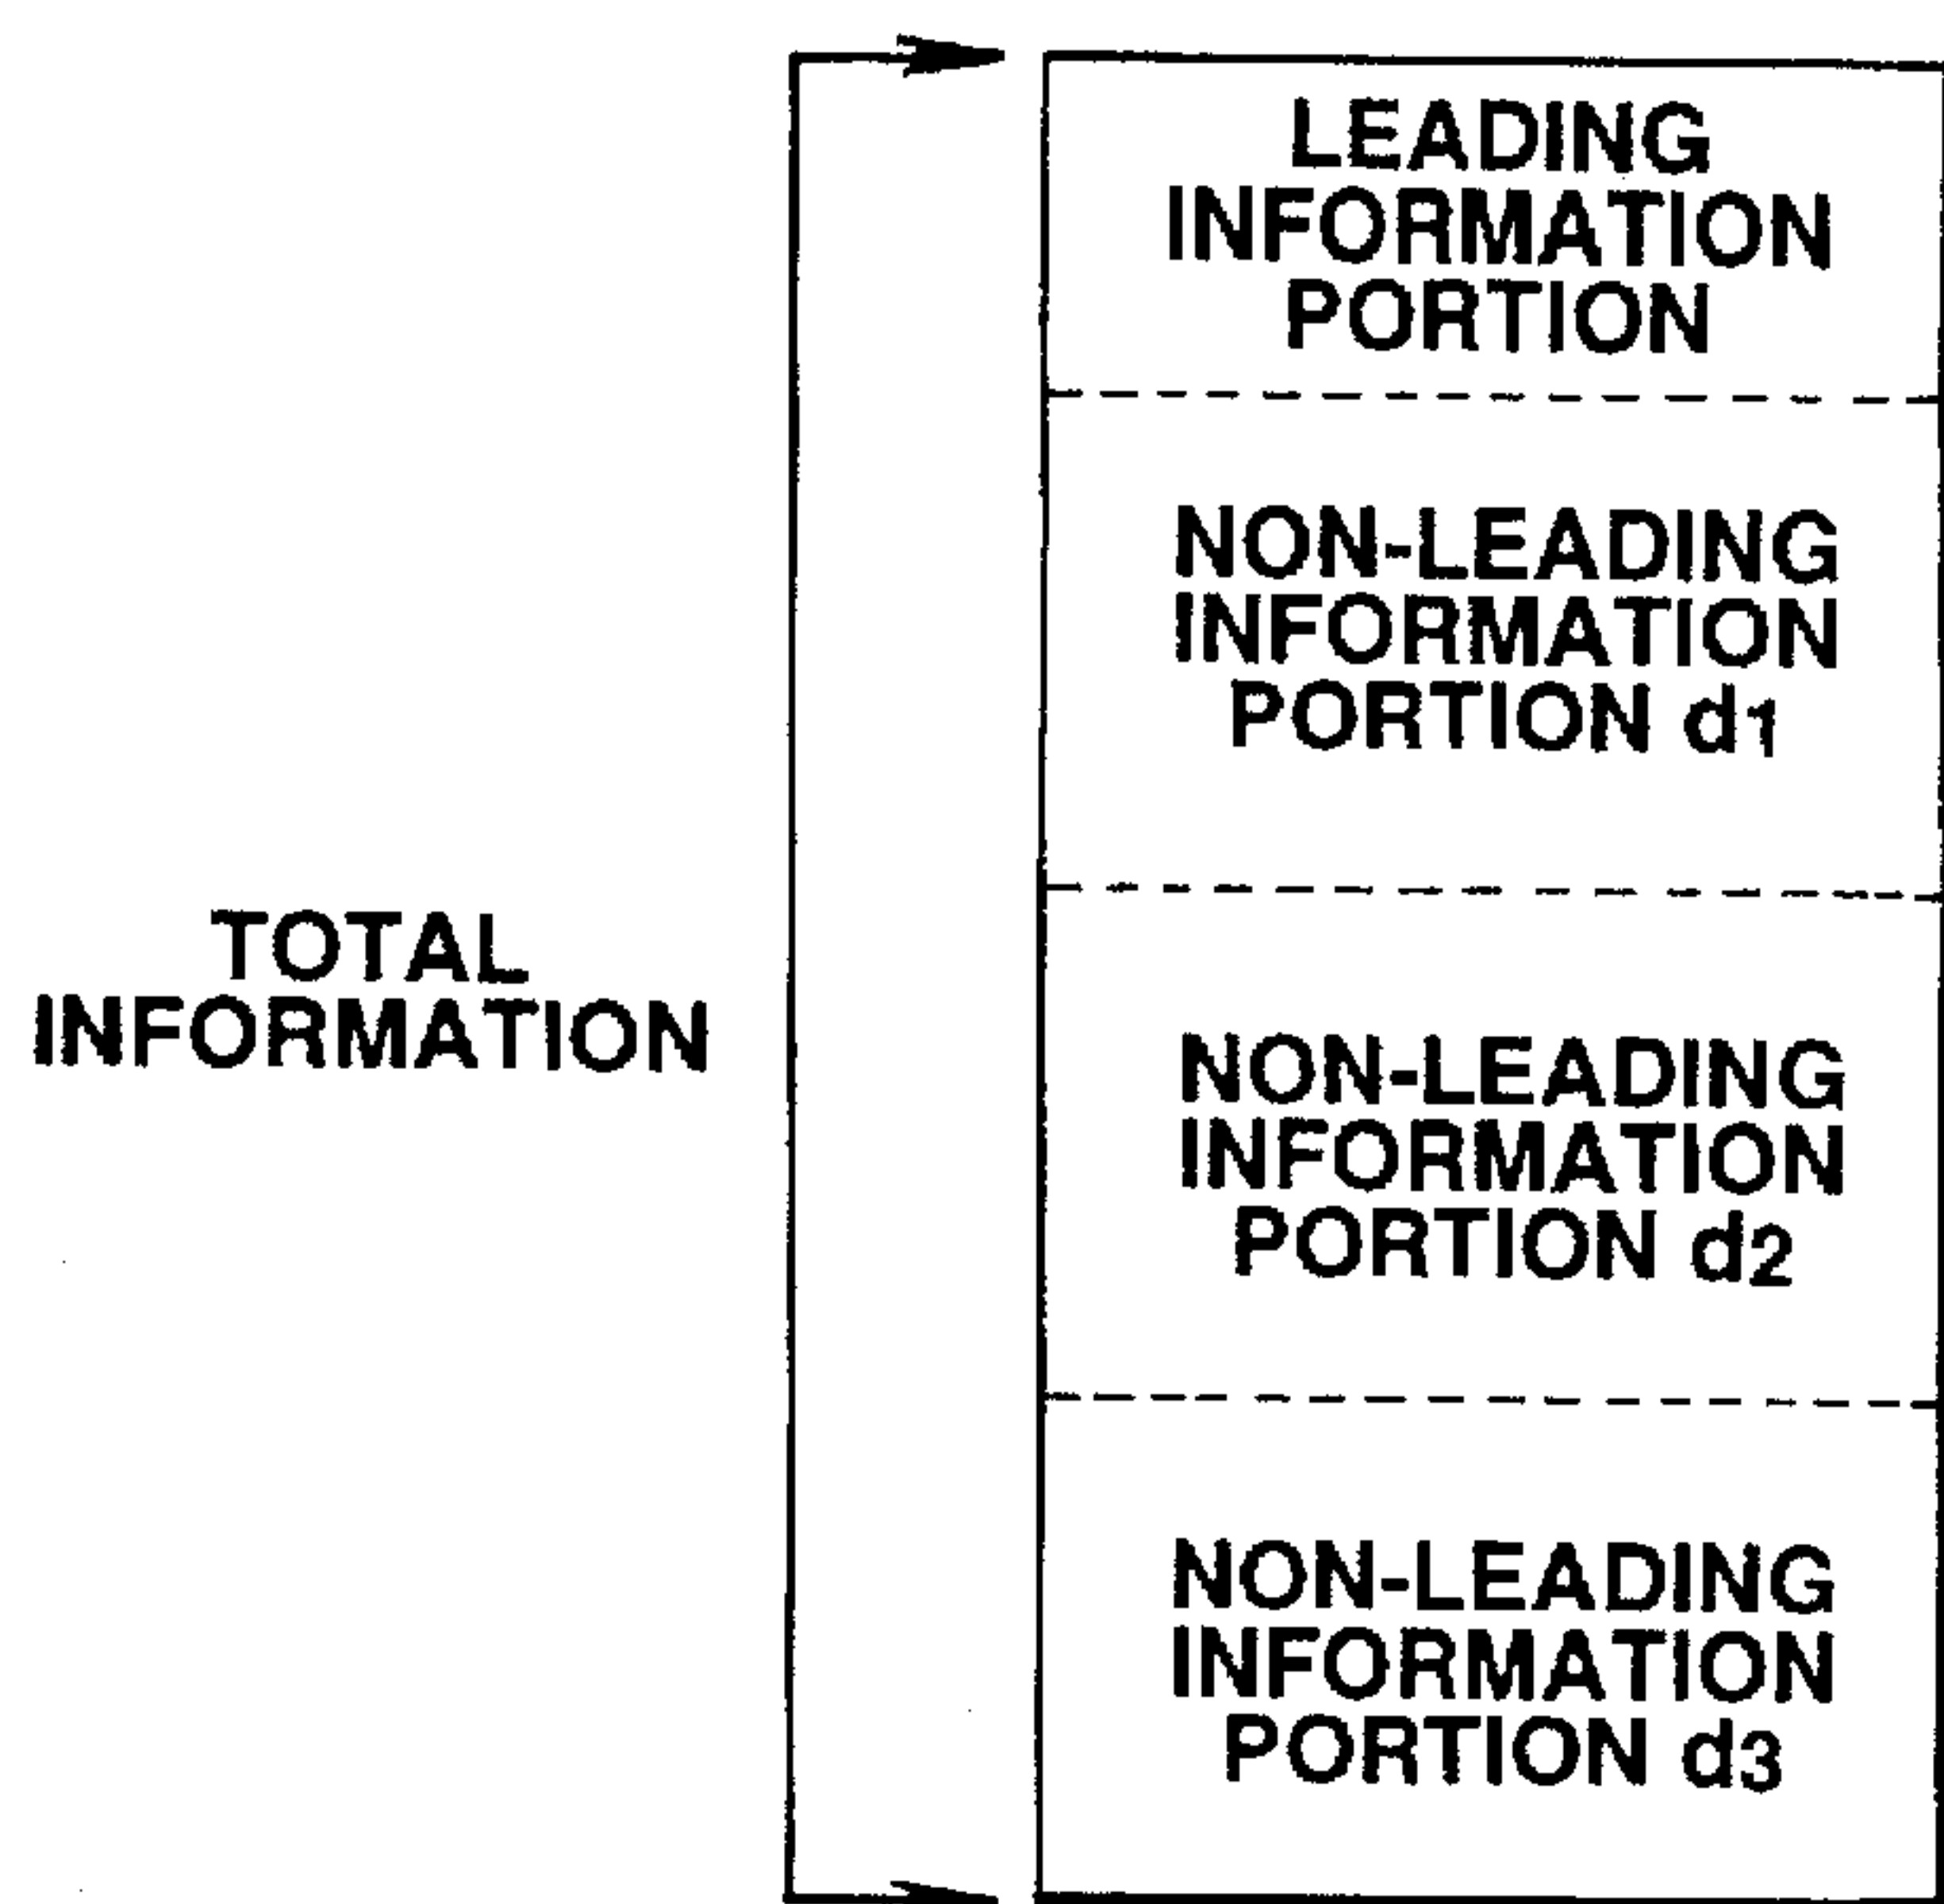 LEADING
INFORMATION
PORTION
NON-LEADING
INFORMATION
PORTION d1
TOTAL
INFORMATION
NON-LEADING
INFORMATION
PORTION d2
NON-LEADING
INFORMATION
PORTION d3